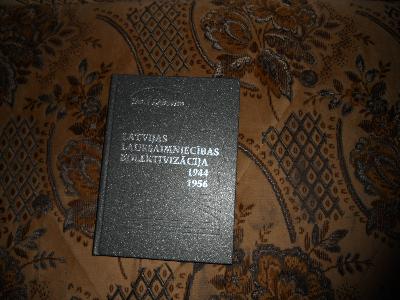 LATVIJAS
LAUKSAIMNIECĪBAS
KOLEKTIVIZĀCIJA
1944
1956